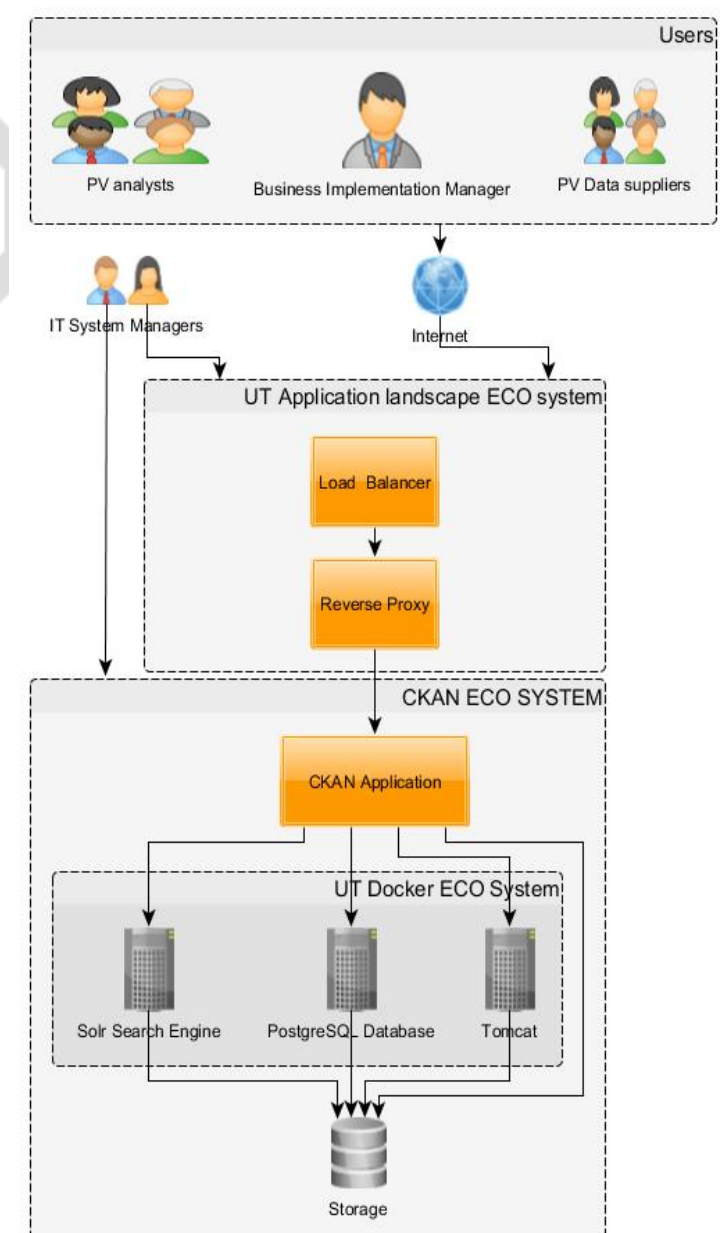 Users
PV analysts
Business Implementation Manager
PV Data suppliers
IT System Managers
Internet
UT Application landscape ECO system
Load Balancer
Reverse Proxy
CKAN ECO SYSTEM
CKAN Application
UT Docker ECO System
Solr Search Engine
PostgreSQL Database
Tomcat
Storage